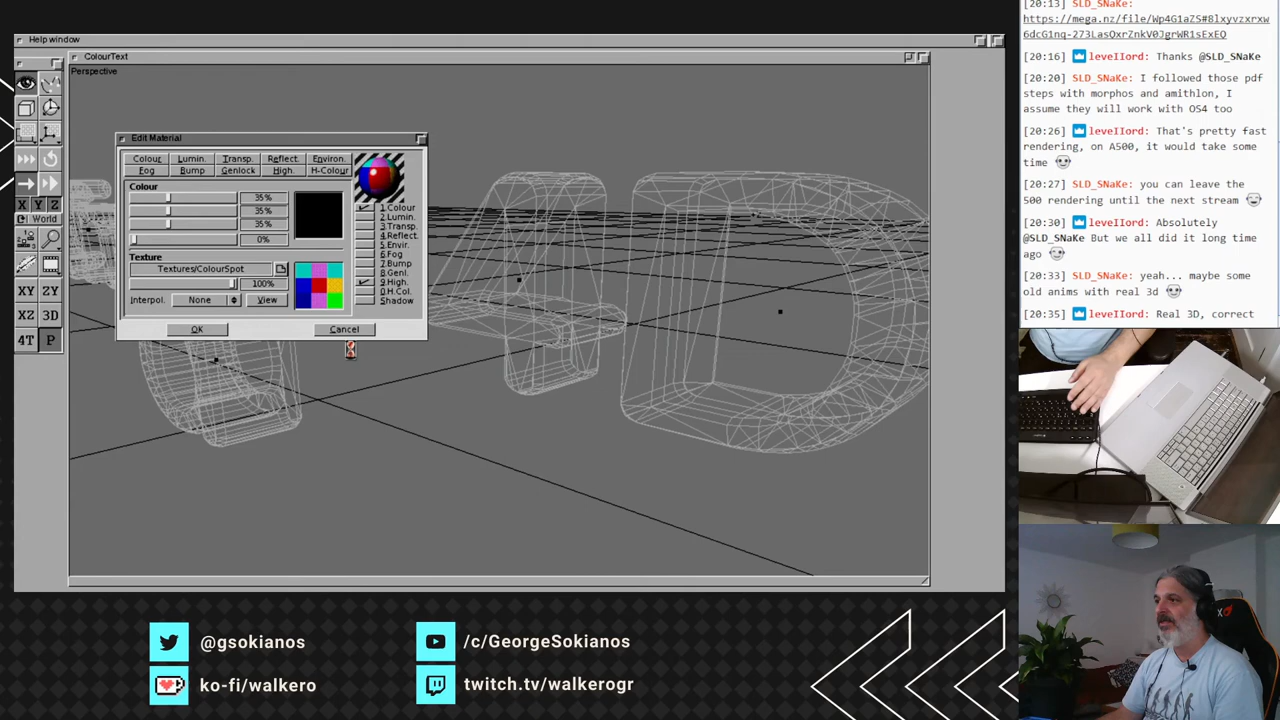 Help window
ColourText
Perspective
X Y Z
World
XY ZY
XZ 3D
4T P
Edit Material
Colour Lumin. Transp. Reflect. Environ.
Fog Bump Genlock High. H-Colour
Colour
35%
35%
35%
0%
Texture
Textures/ColourSpot
100%
Interpol. None View
1.Colour
2.Lumin.
3.Transp.
4.Reflect.
5.Envir.
6.Fog
7.Bump
8.Genl.
9.High.
0.H.Col.
Shadow
OK Cancel
[20:13] SLD_SNaKe:
https://mega.nz/file/Wp4G1aZS#8lxyvzxrxw
6dcG1nq-273LasQxrZnkV0JgrWR1sExEQ
[20:16] leveIIord: Thanks @SLD_SNaKe
[20:20] SLD_SNaKe: I followed those pdf
steps with morphos and amithlon, I
assume they will work with OS4 too
[20:26] leveIIord: That's pretty fast
rendering, on A500, it would take some
time
[20:27] SLD_SNaKe: you can leave the
500 rendering until the next stream
[20:30] leveIIord: Absolutely
@SLD_SNaKe But we all did it long time
ago
[20:33] SLD_SNaKe: yeah... maybe some
old anims with real 3d
[20:35] leveIIord: Real 3D, correct
@gsokianos
/c/GeorgeSokianos
ko-fi/walkero
twitch.tv/walkerogr